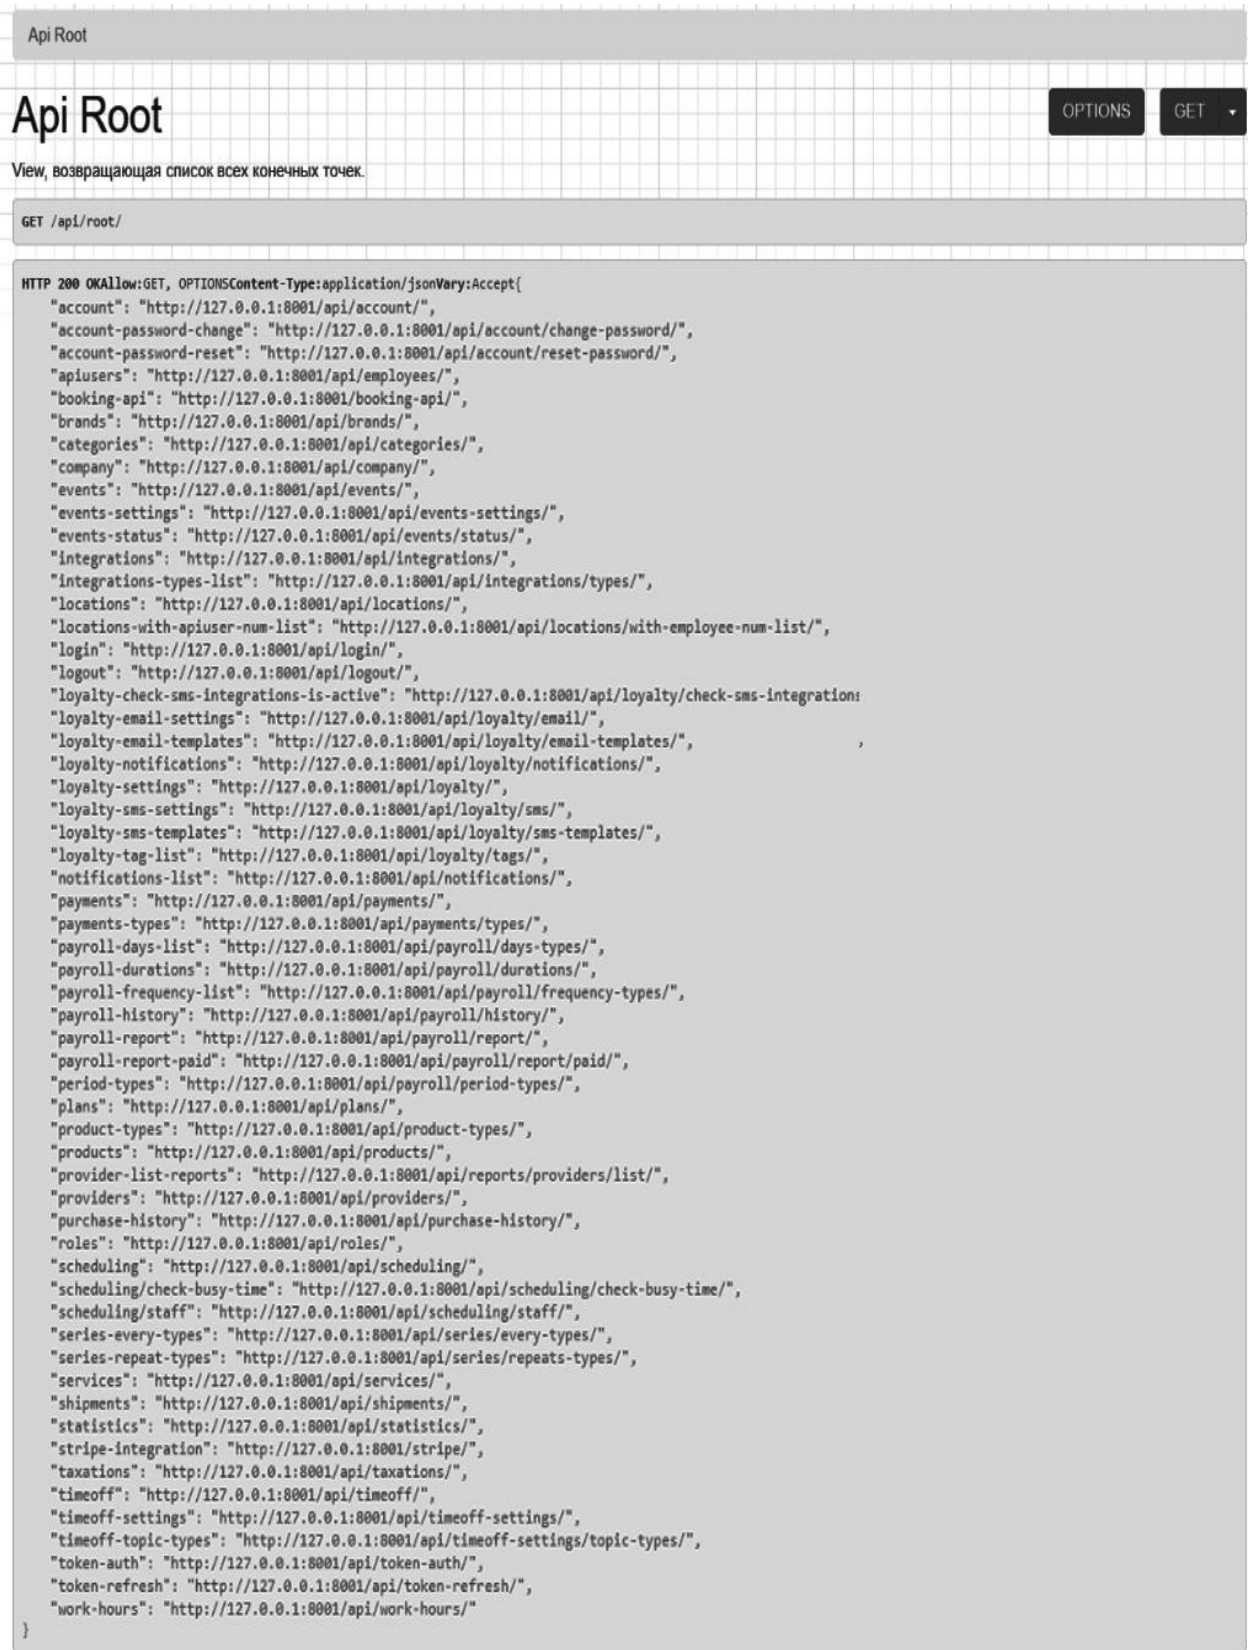 Api Root
Api Root
OPTIONS
GET
View, возвращающая список всех конечных точек.
GET /api/root/
HTTP 200 OKAllow:GET, OPTIONSContent-Type:application/jsonVary:Accept{
"account": "http://127.0.0.1:8001/api/account/",
"account-password-change": "http://127.0.0.1:8001/api/account/change-password/",
"account-password-reset": "http://127.0.0.1:8001/api/account/reset-password/",
"apiusers": "http://127.0.0.1:8001/api/employees/",
"booking-api": "http://127.0.0.1:8001/booking-api/",
"brands": "http://127.0.0.1:8001/api/brands/",
"categories": "http://127.0.0.1:8001/api/categories/",
"company": "http://127.0.0.1:8001/api/company/",
"events": "http://127.0.0.1:8001/api/events/",
"events-settings": "http://127.0.0.1:8001/api/events-settings/",
"events-status": "http://127.0.0.1:8001/api/events/status/",
"integrations": "http://127.0.0.1:8001/api/integrations/",
"integrations-types-list": "http://127.0.0.1:8001/api/integrations/types/",
"locations": "http://127.0.0.1:8001/api/locations/",
"locations-with-apiuser-num-list": "http://127.0.0.1:8001/api/locations/with-employee-num-list/",
"login": "http://127.0.0.1:8001/api/login/",
"logout": "http://127.0.0.1:8001/api/logout/",
"loyalty-check-sms-integrations-is-active": "http://127.0.0.1:8001/api/loyalty/check-sms-integrations
"loyalty-email-settings": "http://127.0.0.1:8001/api/loyalty/email/",
"loyalty-email-templates": "http://127.0.0.1:8001/api/loyalty/email-templates/", ,
"loyalty-notifications": "http://127.0.0.1:8001/api/loyalty/notifications/",
"loyalty-settings": "http://127.0.0.1:8001/api/loyalty/",
"loyalty-sms-settings": "http://127.0.0.1:8001/api/loyalty/sms/",
"loyalty-sms-templates": "http://127.0.0.1:8001/api/loyalty/sms-templates/",
"loyalty-tag-list": "http://127.0.0.1:8001/api/loyalty/tags/",
"notifications-list": "http://127.0.0.1:8001/api/notifications/",
"payments": "http://127.0.0.1:8001/api/payments/",
"payments-types": "http://127.0.0.1:8001/api/payments/types/",
"payroll-days-list": "http://127.0.0.1:8001/api/payroll/days-types/",
"payroll-durations": "http://127.0.0.1:8001/api/payroll/durations/",
"payroll-frequency-list": "http://127.0.0.1:8001/api/payroll/frequency-types/",
"payroll-history": "http://127.0.0.1:8001/api/payroll/history/",
"payroll-report": "http://127.0.0.1:8001/api/payroll/report/",
"payroll-report-paid": "http://127.0.0.1:8001/api/payroll/report/paid/",
"period-types": "http://127.0.0.1:8001/api/payroll/period-types/",
"plans": "http://127.0.0.1:8001/api/plans/",
"product-types": "http://127.0.0.1:8001/api/product-types/",
"products": "http://127.0.0.1:8001/api/products/",
"provider-list-reports": "http://127.0.0.1:8001/api/reports/providers/list/",
"providers": "http://127.0.0.1:8001/api/providers/",
"purchase-history": "http://127.0.0.1:8001/api/purchase-history/",
"roles": "http://127.0.0.1:8001/api/roles/",
"scheduling": "http://127.0.0.1:8001/api/scheduling/",
"scheduling/check-busy-time": "http://127.0.0.1:8001/api/scheduling/check-busy-time/",
"scheduling/staff": "http://127.0.0.1:8001/api/scheduling/staff/",
"series-every-types": "http://127.0.0.1:8001/api/series/every-types/",
"series-repeat-types": "http://127.0.0.1:8001/api/series/repeats-types/",
"services": "http://127.0.0.1:8001/api/services/",
"shipments": "http://127.0.0.1:8001/api/shipments/",
"statistics": "http://127.0.0.1:8001/api/statistics/",
"stripe-integration": "http://127.0.0.1:8001/stripe/",
"taxations": "http://127.0.0.1:8001/api/taxations/",
"timeoff": "http://127.0.0.1:8001/api/timeoff/",
"timeoff-settings": "http://127.0.0.1:8001/api/timeoff-settings/",
"timeoff-topic-types": "http://127.0.0.1:8001/api/timeoff-settings/topic-types/",
"token-auth": "http://127.0.0.1:8001/api/token-auth/",
"token-refresh": "http://127.0.0.1:8001/api/token-refresh/",
"work-hours": "http://127.0.0.1:8001/api/work-hours/"
}